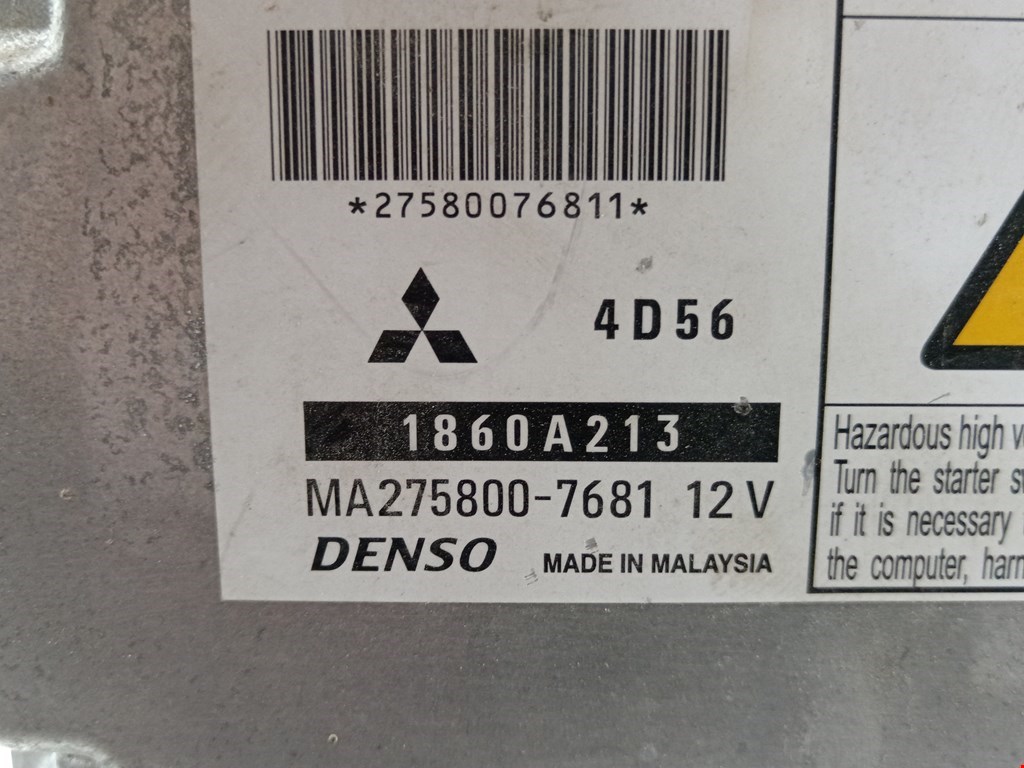 *27580076811*
4D56
1860A213
MA275800-7681 12V
DENSO MADE IN MALAYSIA
Hazardous high
Turn the starter
if it is necessary
the computer,